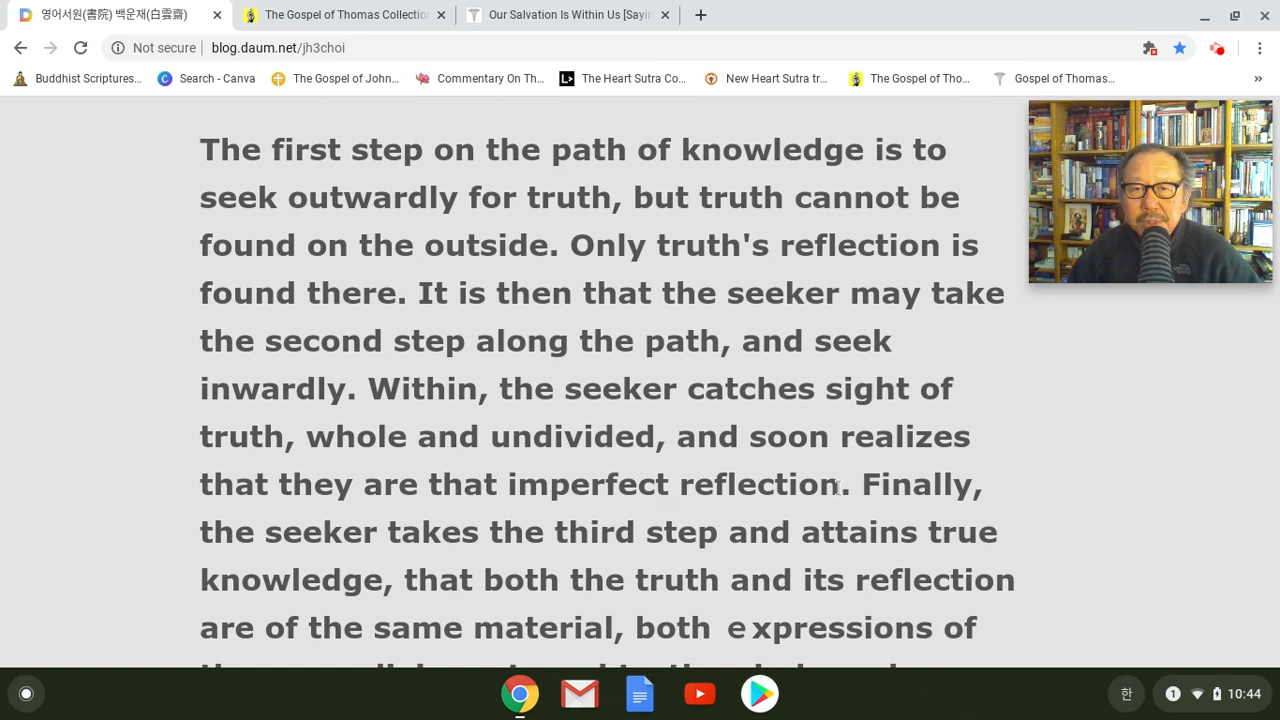 영어서원(書院) 백운재(白雲齋)
The Gospel of Thomas Collectio
Our Salvation Is Within Us [Sayin
Not secure
blog.daum.net/jh3choi
Buddhist Scriptures...
Search - Canva
The Gospel of John...
Commentary On Th...
The Heart Sutra Co...
New Heart Sutra tr...
The Gospel of Tho...
Gospel of Thomas...
The first step on the path of knowledge is to
seek outwardly for truth, but truth cannot be
found on the outside. Only truth's reflection is
found there. It is then that the seeker may take
the second step along the path, and seek
inwardly. Within, the seeker catches sight of
truth, whole and undivided, and soon realizes
that they are that imperfect reflection. Finally,
the seeker takes the third step and attains true
knowledge, that both the truth and its reflection
are of the same material, both ｅxpressions of
한
1
10:44